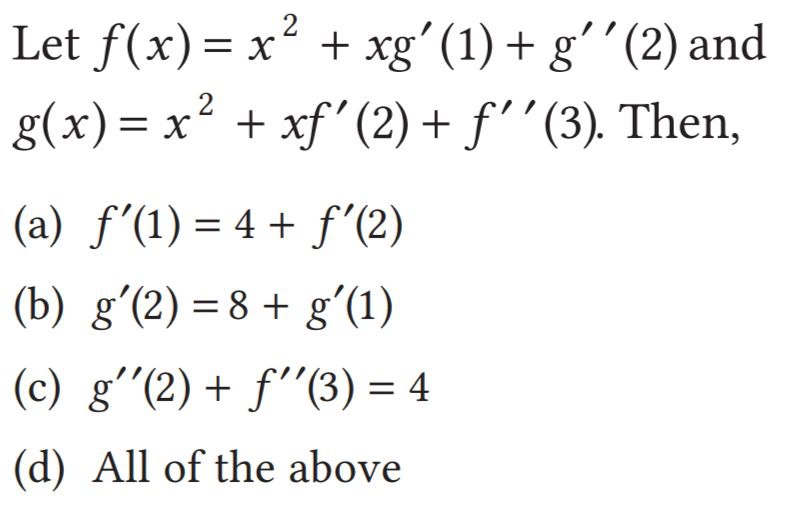 Let f(x) = x² + xg′(1) + g′′(2) and
g(x) = x² + xf′(2) + f′′(3). Then,
(a) f′(1) = 4 + f′(2)
(b) g′(2) = 8 + g′(1)
(c) g′′(2) + f′′(3) = 4
(d) All of the above